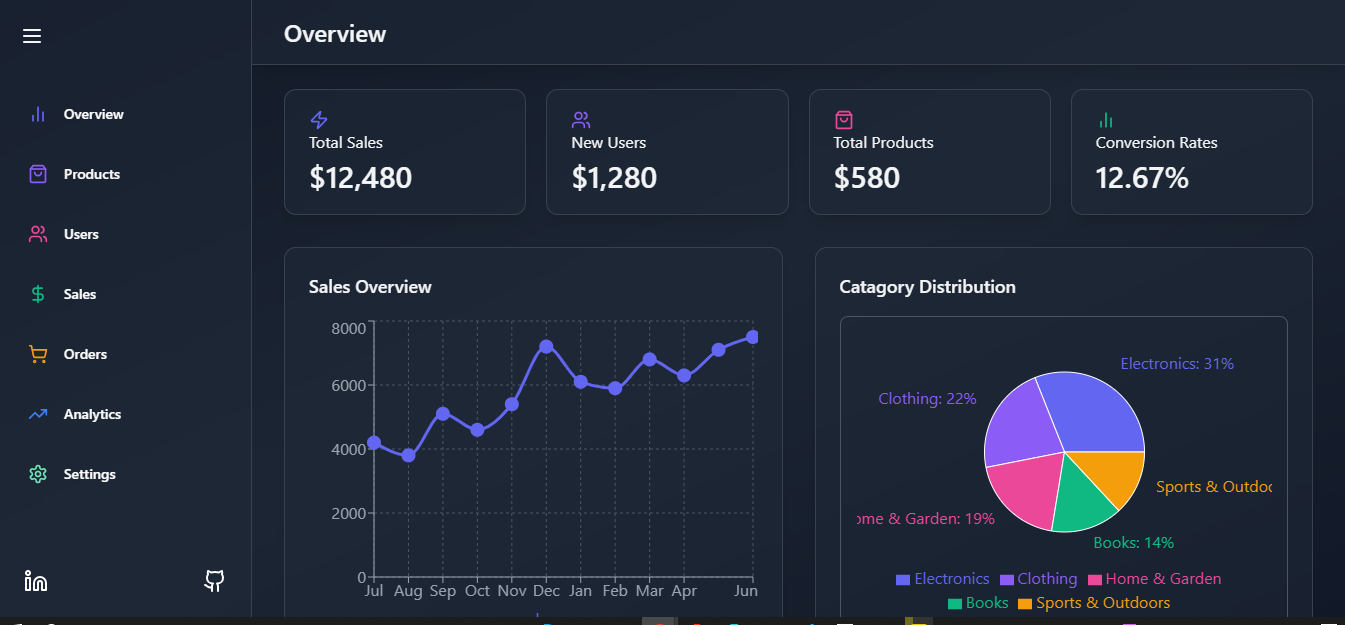 Overview
Overview
Products
Users
Sales
Orders
Analytics
Settings
in
Total Sales
$12,480
New Users
$1,280
Total Products
$580
Conversion Rates
12.67%
Sales Overview
8000
6000
4000
2000
0
Jul Aug Sep Oct Nov Dec Jan Feb Mar Apr Jun
Catagory Distribution
Electronics: 31%
Clothing: 22%
Sports & Outdoo
ome & Garden: 19%
Books: 14%
Electronics Clothing Home & Garden
Books Sports & Outdoors